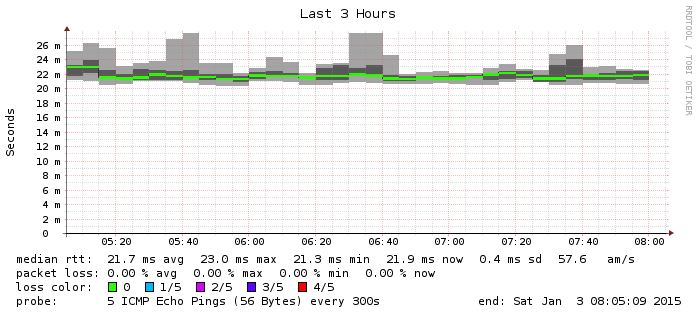 Last 3 Hours
RRDTOOL / TOBI OETIKER
Seconds
26 m
24 m
22 m
20 m
18 m
16 m
14 m
12 m
10 m
8 m
6 m
4 m
2 m
0
05:20 05:40 06:00 06:20 06:40 07:00 07:20 07:40 08:00
median rtt: 21.7 ms avg 23.0 ms max 21.3 ms min 21.9 ms now 0.4 ms sd 57.6 am/s
packet loss: 0.00 % avg 0.00 % max 0.00 % min 0.00 % now
loss color: 0 1/5 2/5 3/5 4/5
probe: 5 ICMP Echo Pings (56 Bytes) every 300s end: Sat Jan 3 08:05:09 2015